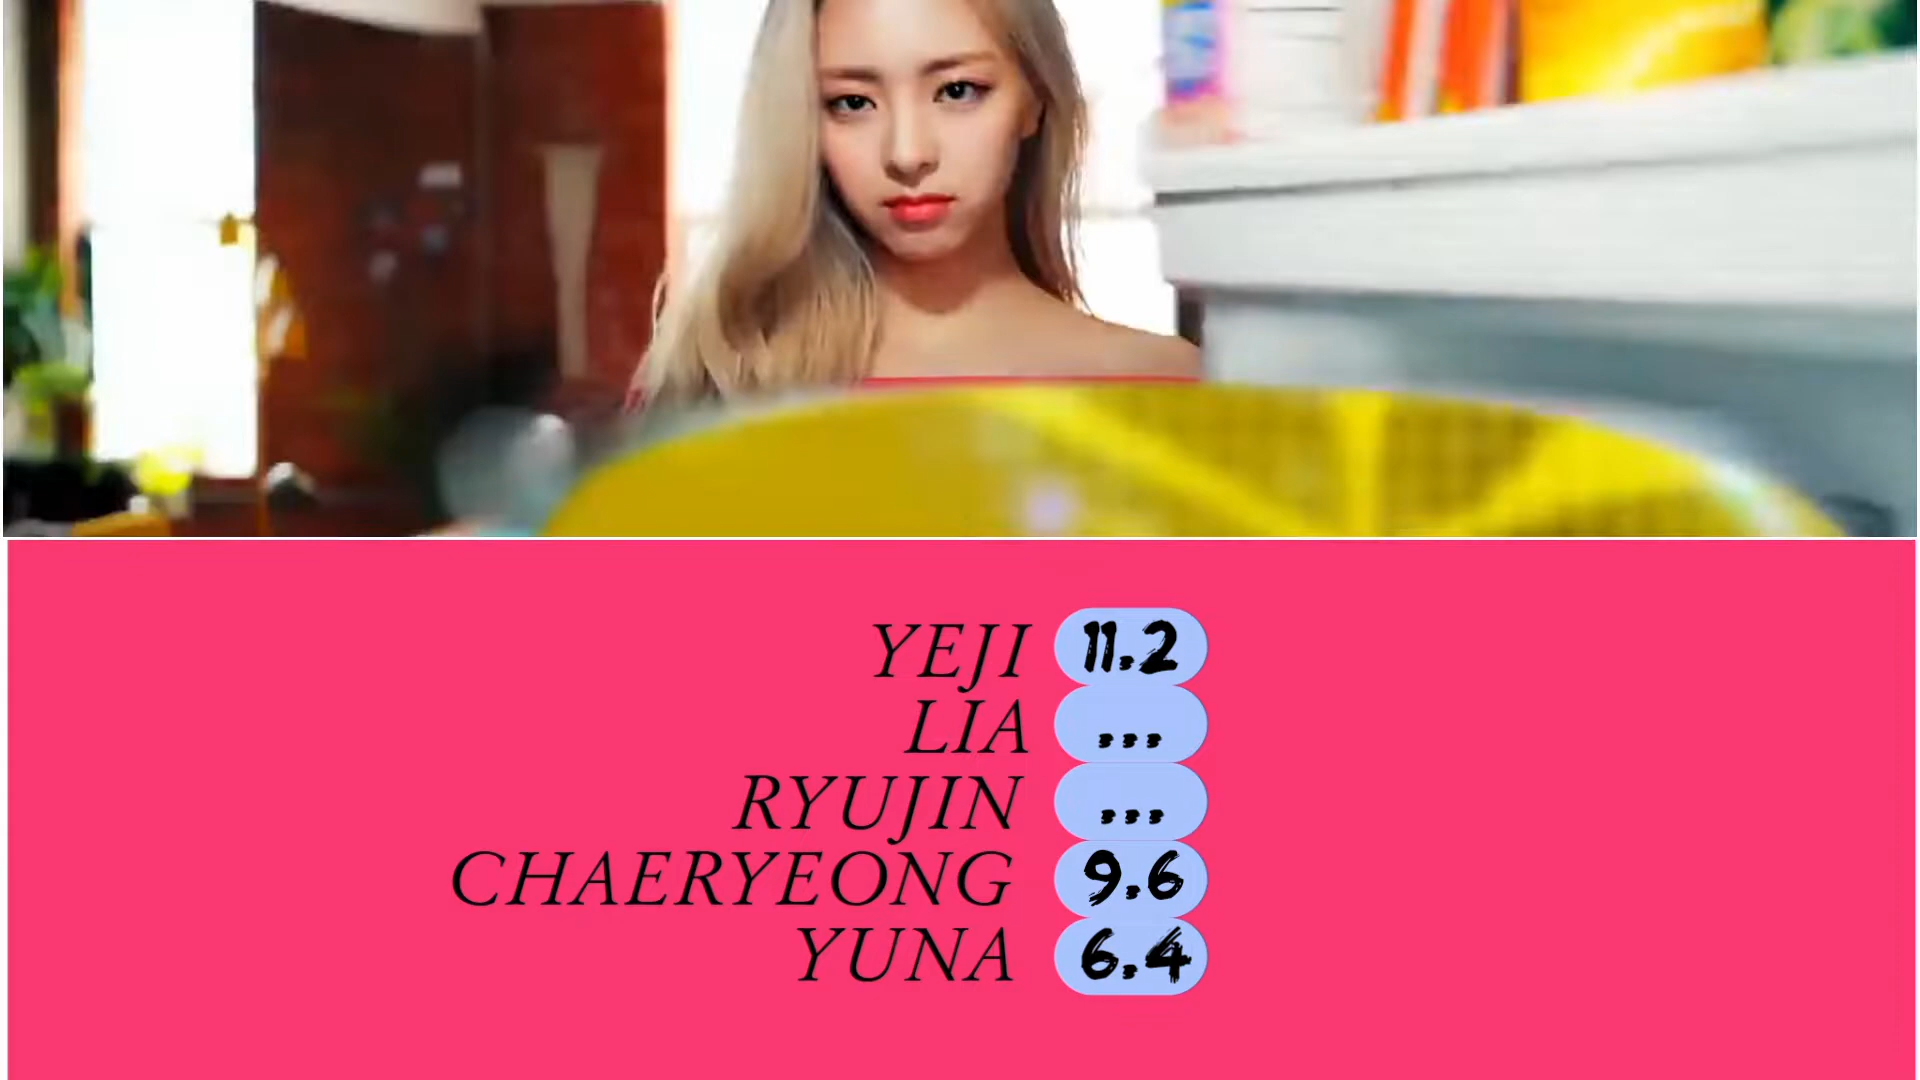 YEJI 11.2
LIA ...
RYUJIN ...
CHAERYEONG 9.6
YUNA 6.4